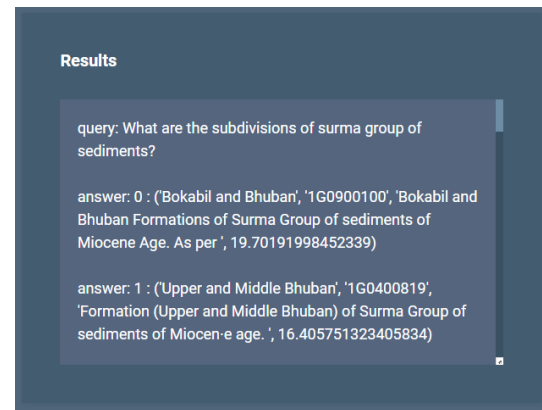 Results
query: What are the subdivisions of surma group of
sediments?
answer: 0 : ('Bokabil and Bhuban', '1G0900100', 'Bokabil and
Bhuban Formations of Surma Group of sediments of
Miocene Age. As per ', 19.70191998452339)
answer: 1 : ('Upper and Middle Bhuban', '1G0400819',
'Formation (Upper and Middle Bhuban) of Surma Group of
sediments of Miocen·e age. ', 16.405751323405834)